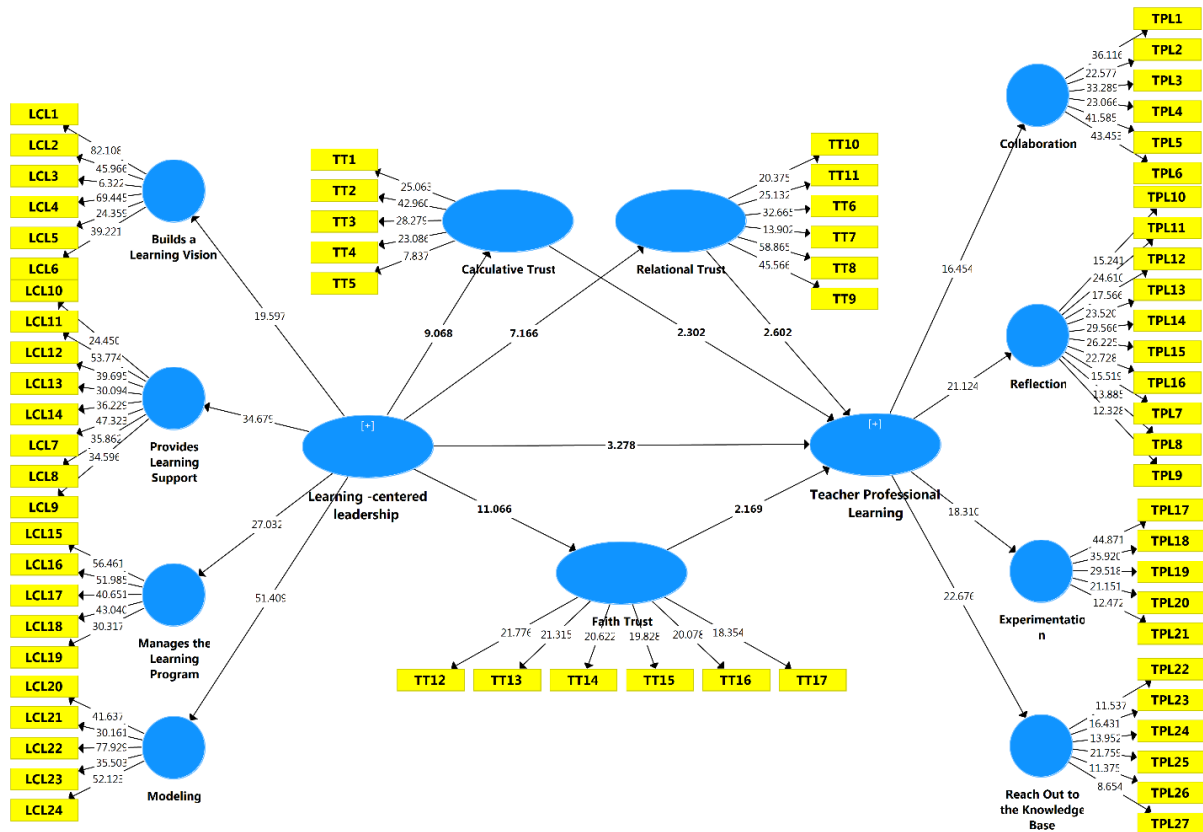 LCL1
LCL2
LCL3
LCL4
LCL5
LCL6
82.108
45.966
6.322
69.445
24.359
39.221
Builds a
Learning Vision
LCL10
LCL11
LCL12
LCL13
LCL14
LCL7
LCL8
LCL9
24.450
53.774
39.695
30.094
36.229
47.323
35.862
34.596
Provides
Learning
Support
LCL15
LCL16
LCL17
LCL18
LCL19
56.461
51.985
40.651
43.040
30.317
Manages the
Learning
Program
LCL20
LCL21
LCL22
LCL23
LCL24
41.637
30.161
77.929
35.503
52.123
Modeling
19.597
34.679
27.032
51.409
[+]
Learning -centered
leadership
TT1
TT2
TT3
TT4
TT5
25.063
42.960
28.279
23.086
7.837
Calculative Trust
TT10
TT11
TT6
TT7
TT8
TT9
20.375
25.132
32.665
13.902
58.865
45.566
Relational Trust
9.068
7.166
2.302
2.602
3.278
11.066
2.169
Faith Trust
21.776
21.315
20.622
19.828
20.078
18.354
TT12
TT13
TT14
TT15
TT16
TT17
[+]
Teacher Professional
Learning
16.454
21.124
18.310
22.676
Collaboration
36.116
22.577
33.289
23.066
41.585
43.453
TPL1
TPL2
TPL3
TPL4
TPL5
TPL6
Reflection
15.241
24.610
17.566
23.520
29.566
26.225
22.728
15.519
13.885
12.328
TPL10
TPL11
TPL12
TPL13
TPL14
TPL15
TPL16
TPL7
TPL8
TPL9
Experimentatio
n
44.871
35.920
29.518
21.151
12.472
TPL17
TPL18
TPL19
TPL20
TPL21
Reach Out to
the Knowledge
Base
11.537
16.431
13.952
21.759
11.375
8.654
TPL22
TPL23
TPL24
TPL25
TPL26
TPL27